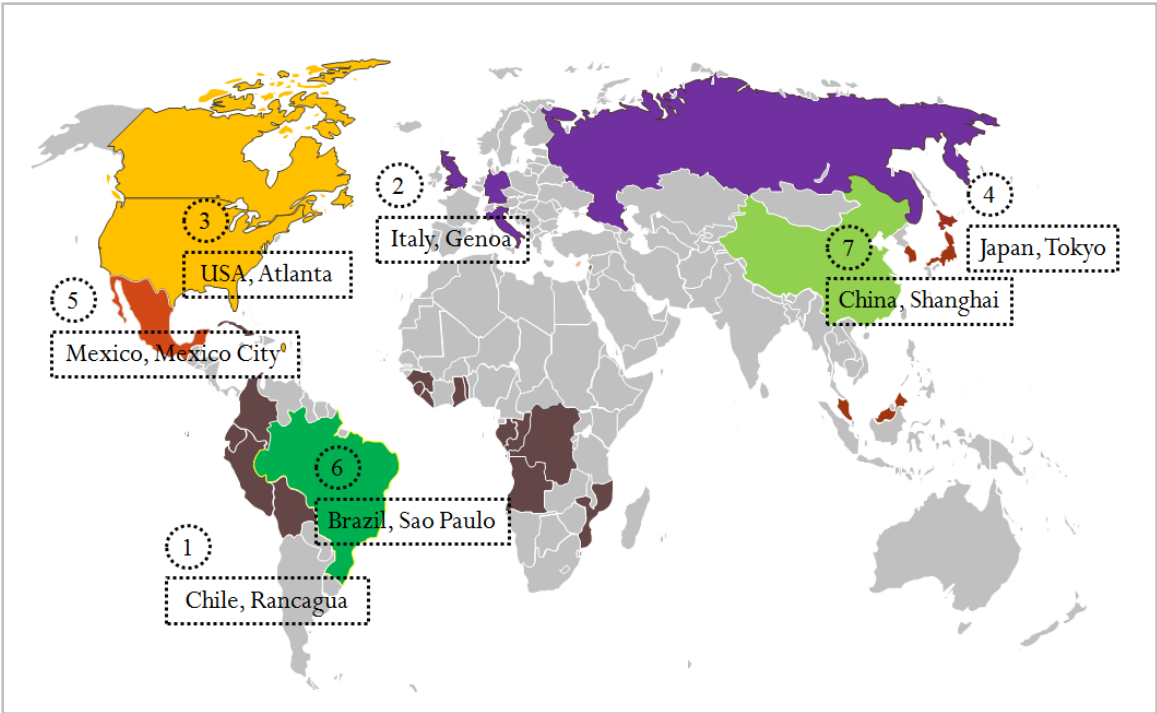 2
Italy, Genoa
3
USA, Atlanta
4
Japan, Tokyo
7
China, Shanghai
5
Mexico, Mexico City
6
Brazil, Sao Paulo
1
Chile, Rancagua